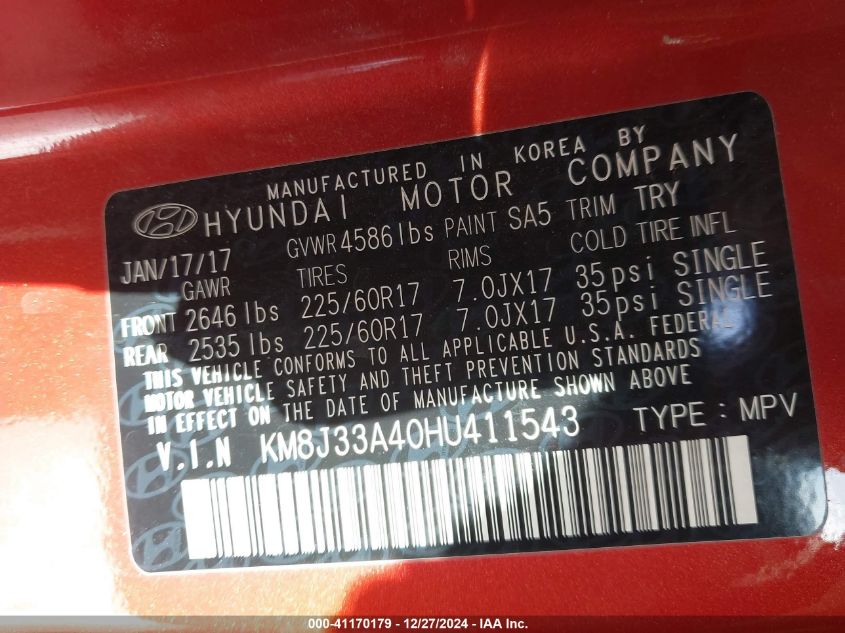 MANUFACTURED IN KOREA BY
HYUNDAI MOTOR COMPANY
JAN/17/17 GVWR 4586lbs PAINT SA5 TRIM TRY
GAWR TIRES RIMS COLD TIRE INFL
FRONT 2646 lbs 225/60R17 7.0JX17 35psi SINGLE
REAR 2535 lbs 225/60R17 7.0JX17 35psi SINGLE
THIS VEHICLE CONFORMS TO ALL APPLICABLE U.S.A. FEDERAL
MOTOR VEHICLE SAFETY AND THEFT PREVENTION STANDARDS
IN EFFECT ON THE DATE OF MANUFACTURE SHOWN ABOVE
V.I.N KM8J33A40HU411543 TYPE : MPV
000-41170179 - 12/27/2024 - IAA Inc.